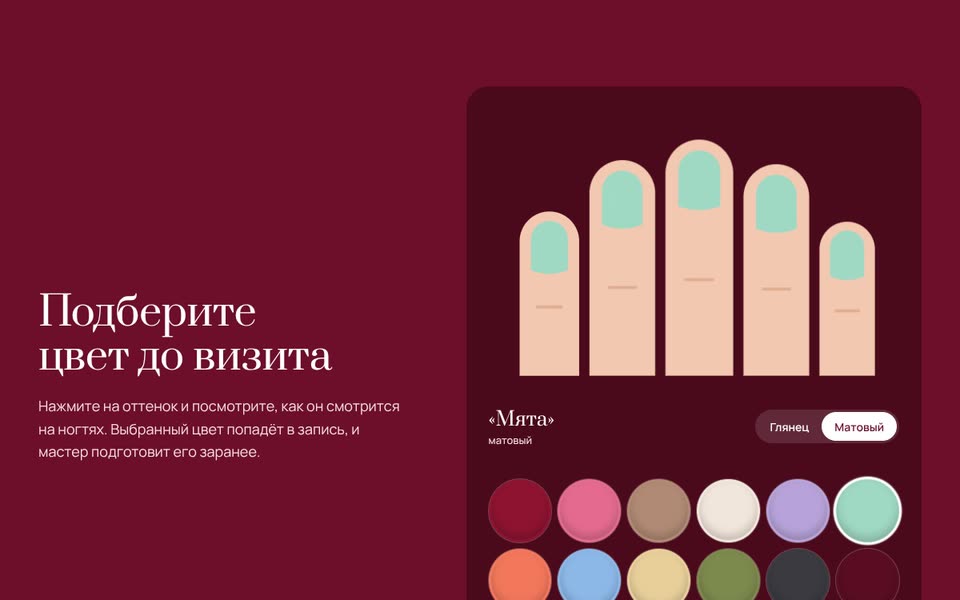 Подберите
цвет до визита
Нажмите на оттенок и посмотрите, как он смотрится
на ногтях. Выбранный цвет попадёт в запись, и
мастер подготовит его заранее.
«Мята»
матовый
Глянец
Матовый